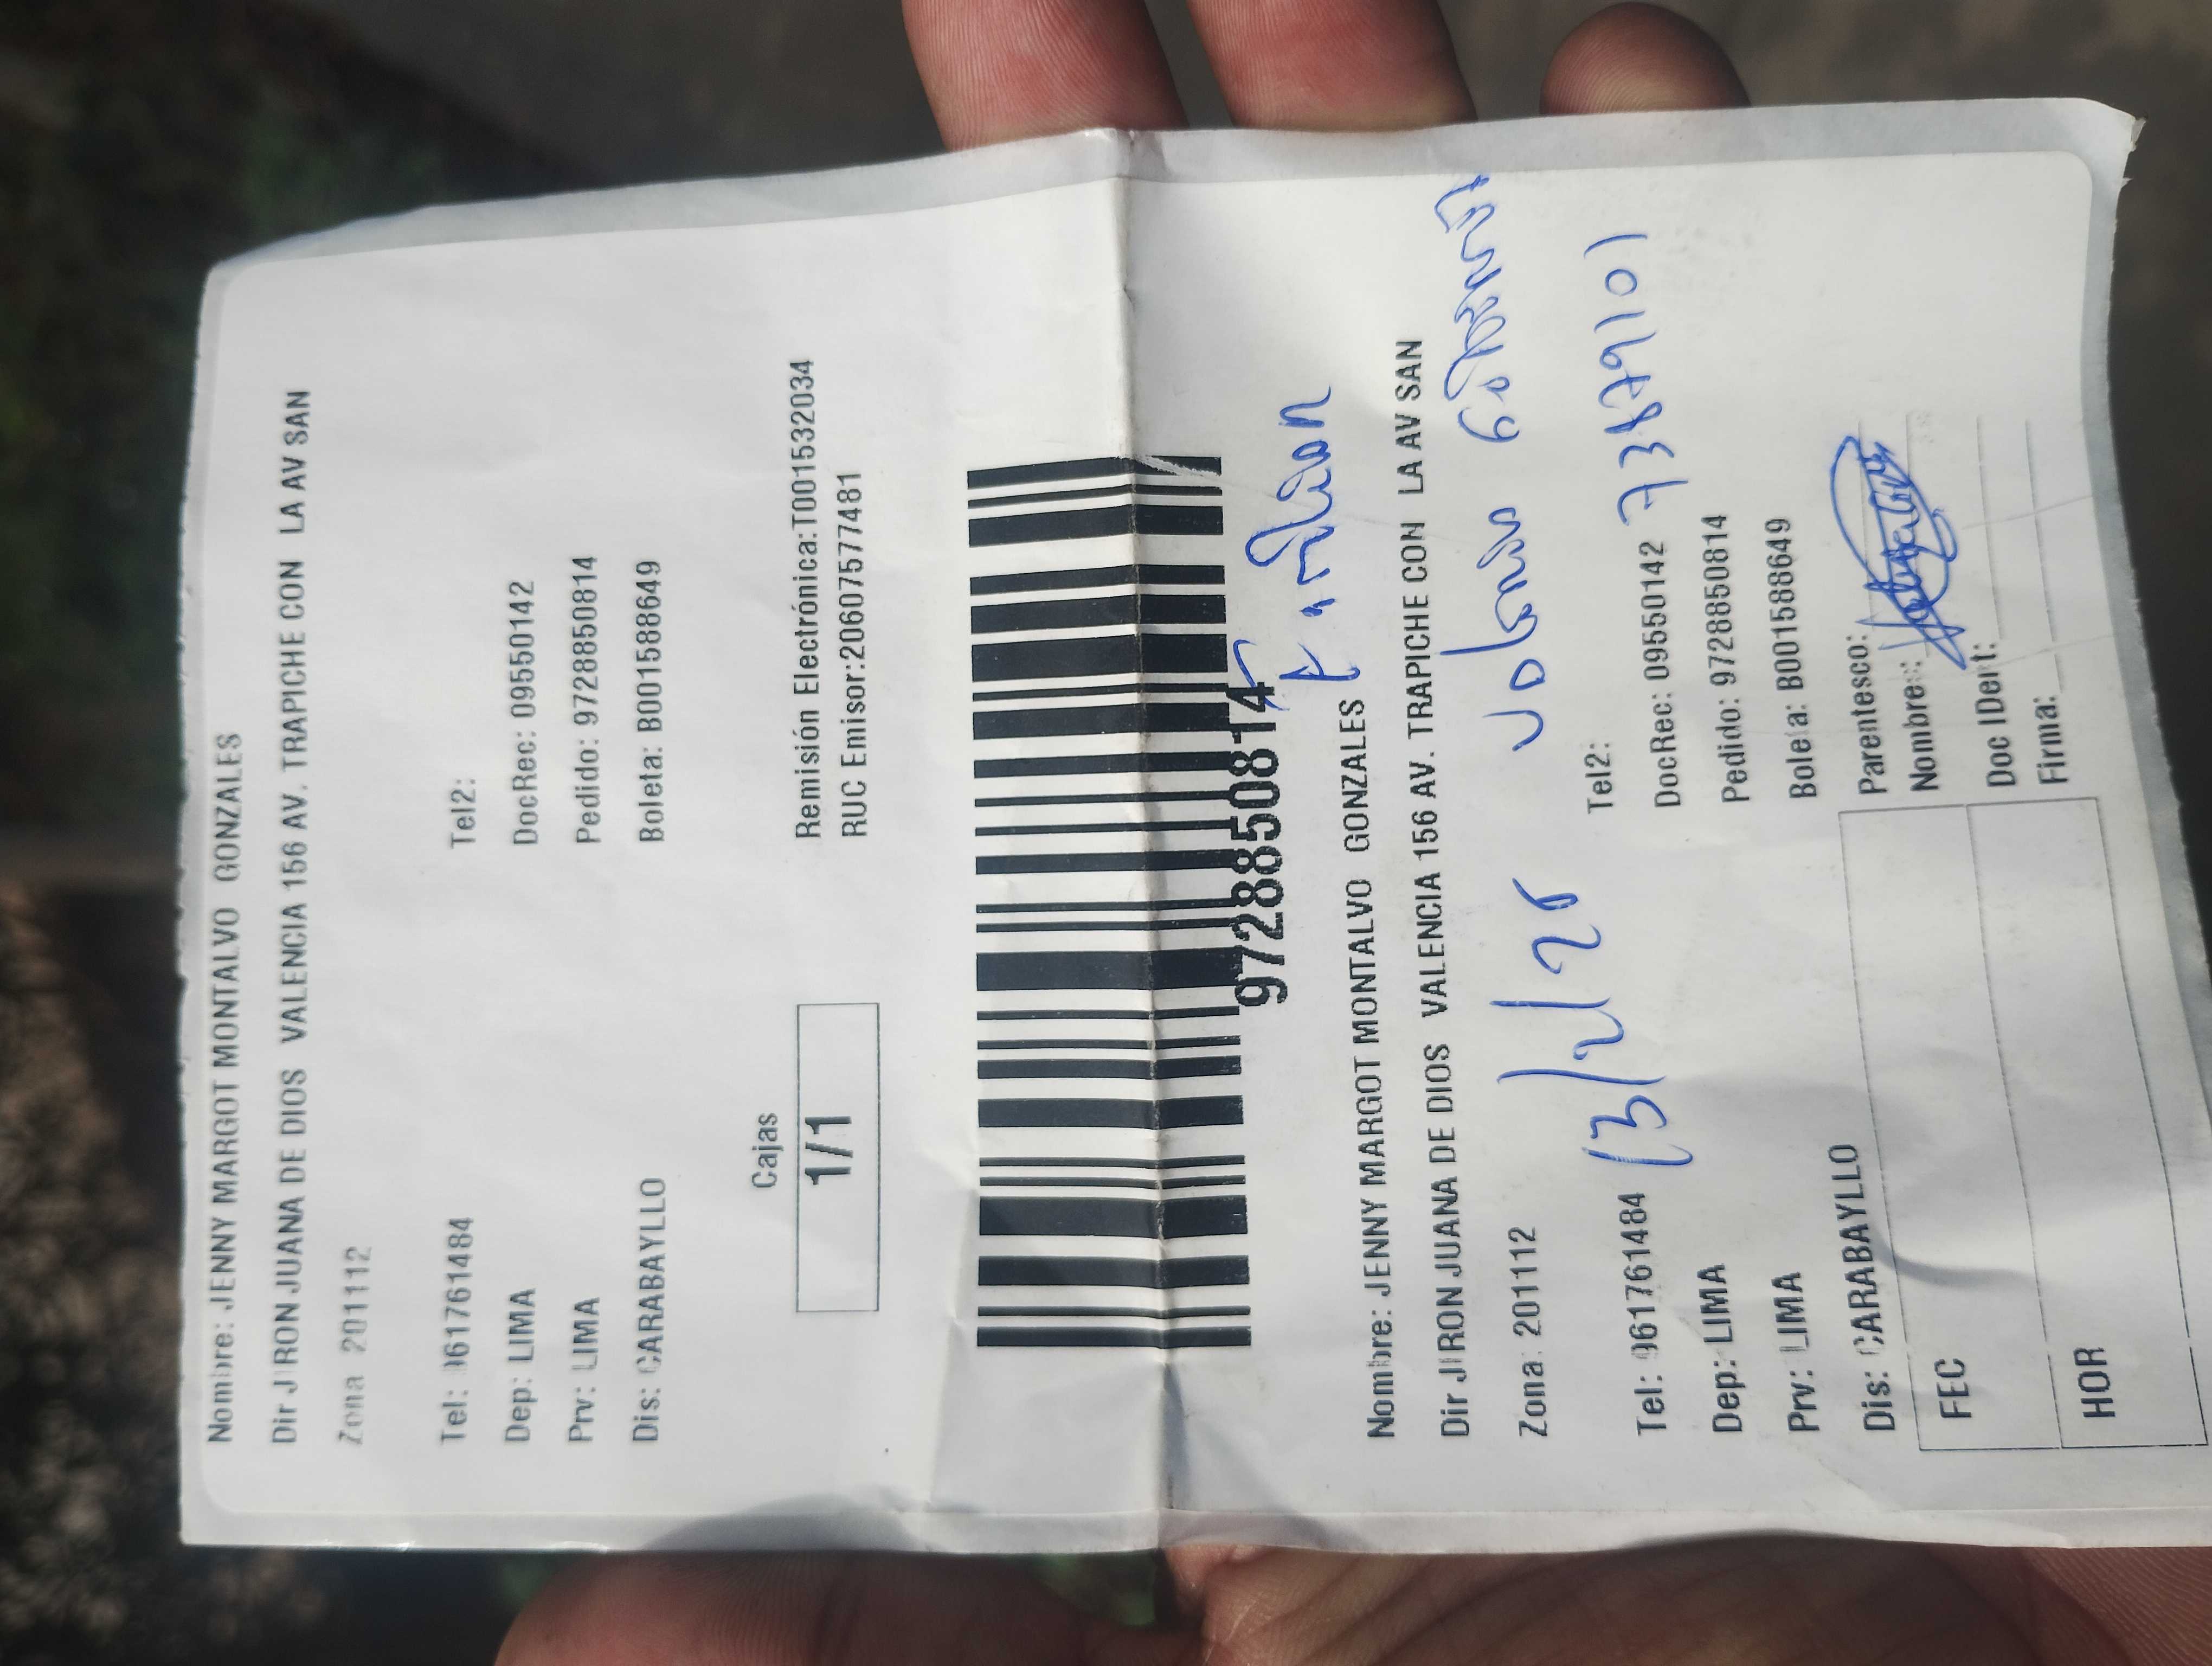 Nombre: JENNY MARGOT MONTALVO GONZALES
Dir JIRON JUANA DE DIOS VALENCIA 156 AV. TRAPICHE CON LA AV SAN
Zona 201112
Tel: 961761484 Tel2:
Dep: LIMA DocRec: 09550142
Prv: LIMA Pedido: 97288508​14
Dis: CARABAYLLO Boleta: B001588649
Cajas
1/1
Remisión Electrónica:T001532034
RUC Emisor:20607577481
9728850814
Nombre: JENNY MARGOT MONTALVO GONZALES
Dir JIRON JUANA DE DIOS VALENCIA 156 AV. TRAPICHE CON LA AV SAN
Zona: 201112
13/2/25
Tel: 961761484 Tel2:
Dep: LIMA DocRec: 09550142
Prv: LIMA Pedido: 9728850814
Dis: CARABAYLLO Boleta: B001588649
FEC
HOR
Parentesco:
Nombre:
Doc IDent:
Firma: